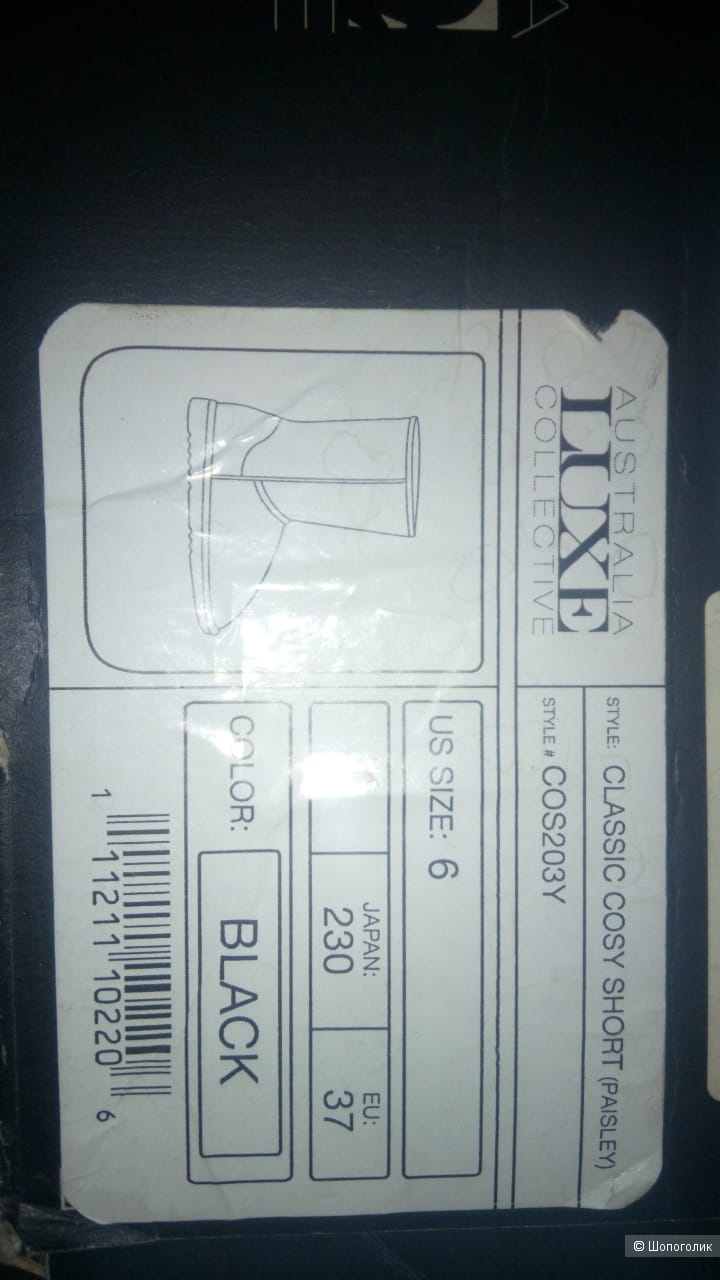 AUSTRALIA
LUXE
COLLECTIVE
STYLE: CLASSIC COSY SHORT (PAISLEY)
STYLE # COS203Y
US SIZE: 6
JAPAN:
230
EU:
37
COLOR: BLACK
1 11211 10220 6
© Шопоголик